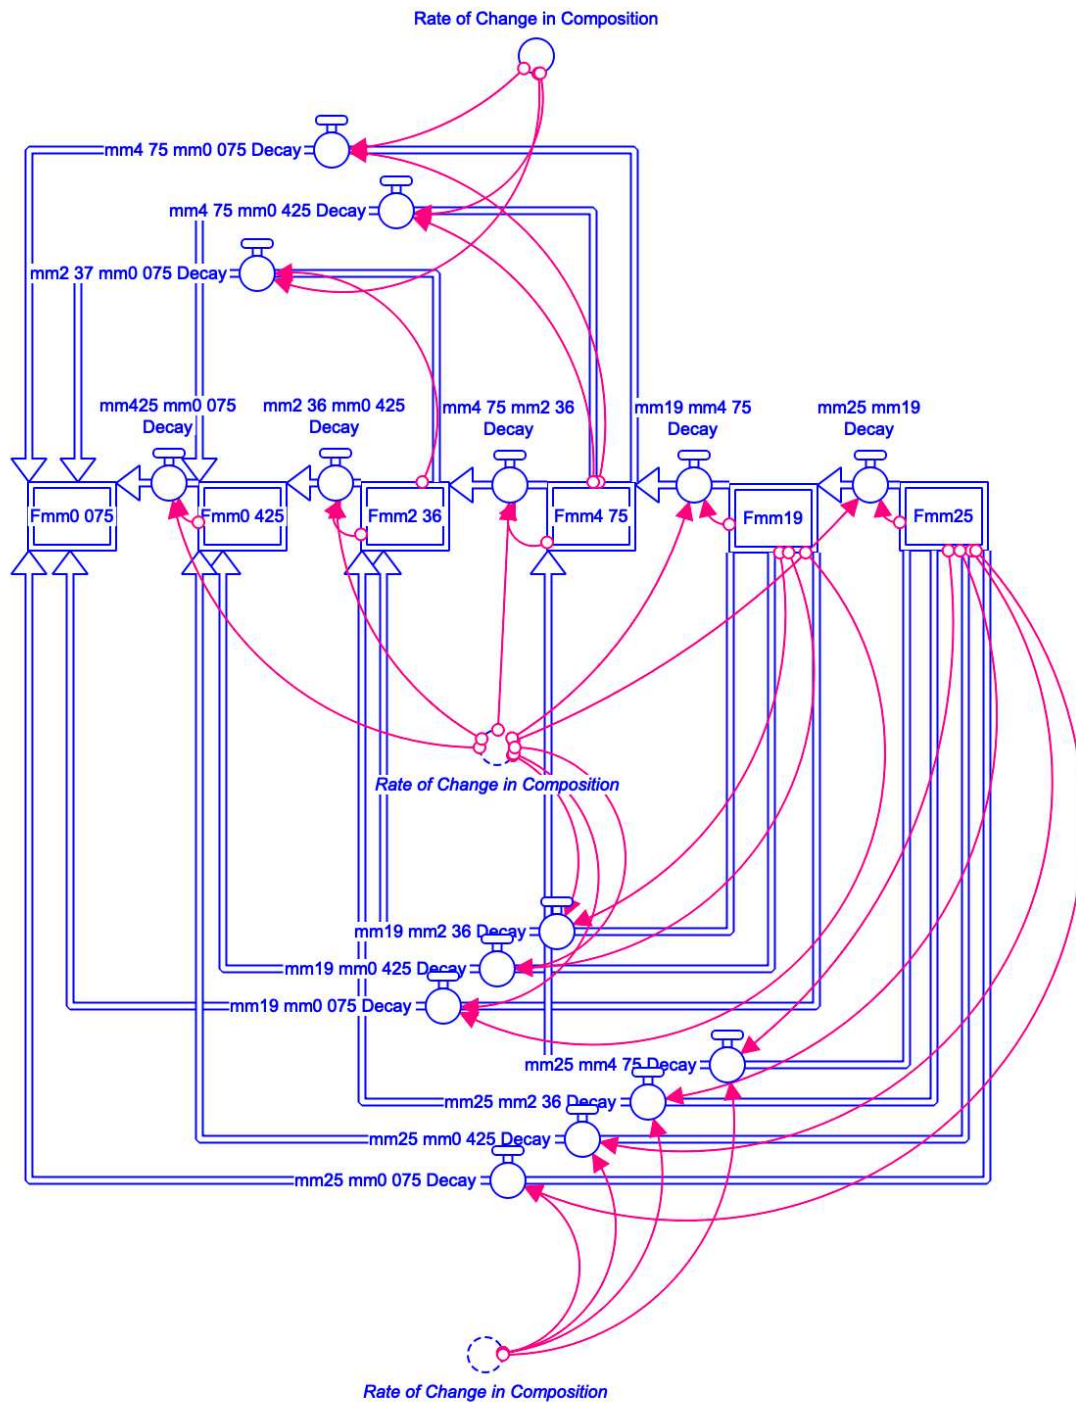 Rate of Change in Composition
mm4 75 mm0 075 Decay
mm4 75 mm0 425 Decay
mm2 37 mm0 075 Decay
mm425 mm0 075
Decay
mm2 36 mm0 425
Decay
mm4 75 mm2 36
Decay
mm19 mm4 75
Decay
mm25 mm19
Decay
Fmm0 075
Fmm0 425
Fmm2 36
Fmm4 75
Fmm19
Fmm25
Rate of Change in Composition
mm19 mm2 36 Decay
mm19 mm0 425 Decay
mm19 mm0 075 Decay
mm25 mm4 75 Decay
mm25 mm2 36 Decay
mm25 mm0 425 Decay
mm25 mm0 075 Decay
Rate of Change in Composition